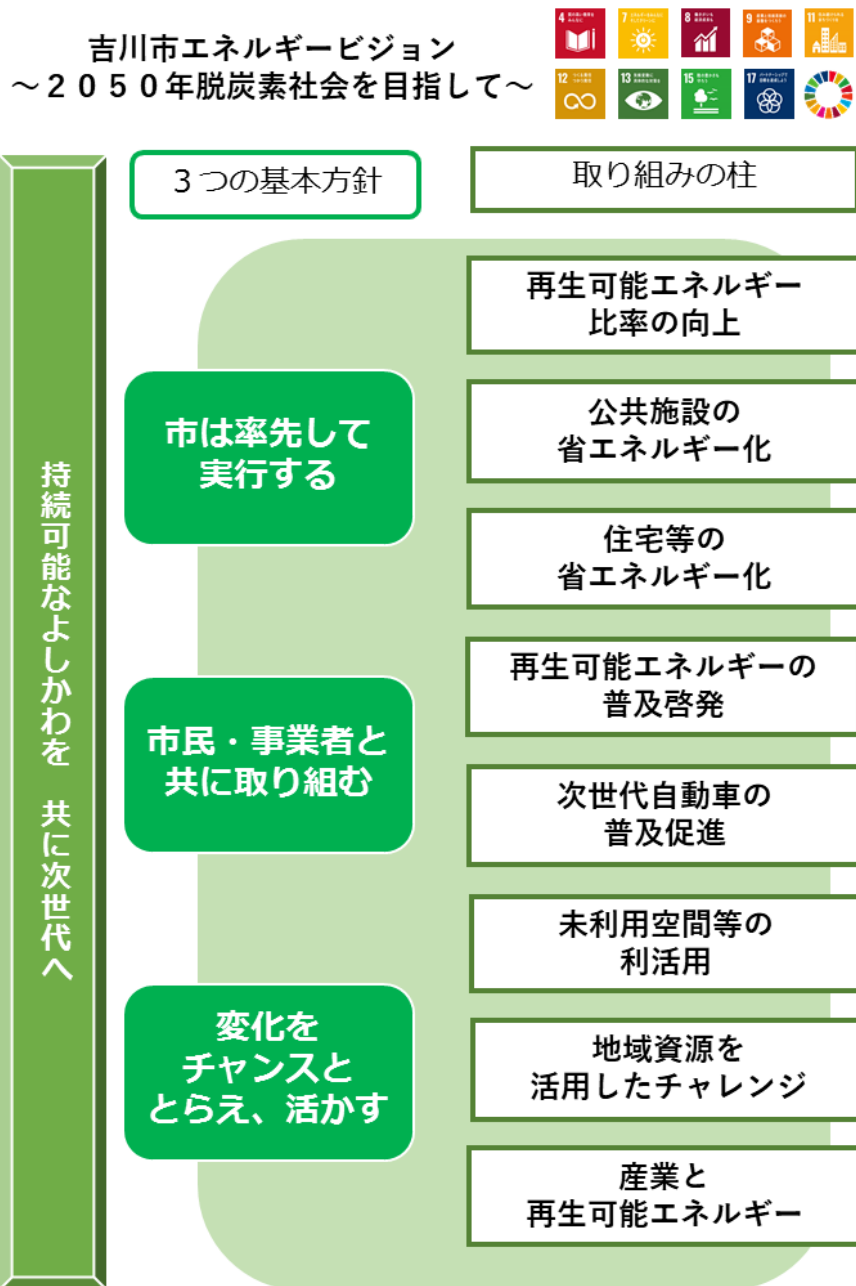 吉川市エネルギービジョン
～２０５０年脱炭素社会を目指して～
4
7
8
9
11
12
13
15
17
３つの基本方針
取り組みの柱
持続可能なよしかわを　共に次世代へ
市は率先して
実行する
市民・事業者と
共に取り組む
変化を
チャンスと
とらえ、活かす
再生可能エネルギー
比率の向上
公共施設の
省エネルギー化
住宅等の
省エネルギー化
再生可能エネルギーの
普及啓発
次世代自動車の
普及促進
未利用空間等の
利活用
地域資源を
活用したチャレンジ
産業と
再生可能エネルギー